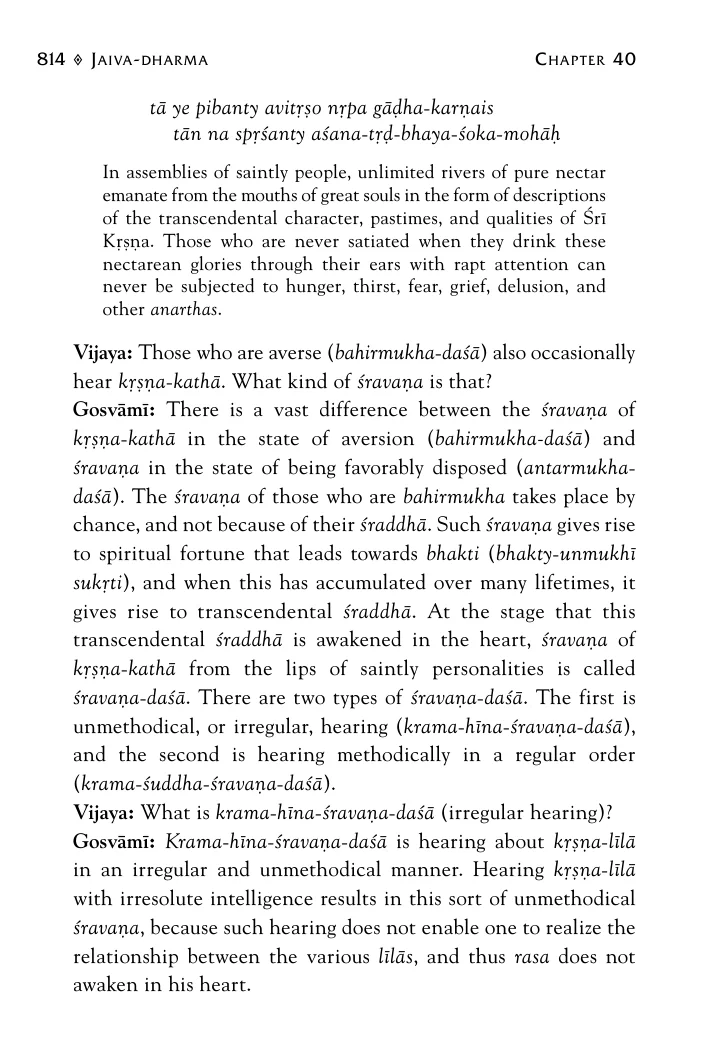 814 ◊ JAIVA-DHARMA CHAPTER 40
tā ye pibanty avitṛṣo nṛpa gāḍha-karṇais
tān na spṛśanty aśana-tṛḍ-bhaya-śoka-mohāḥ
In assemblies of saintly people, unlimited rivers of pure nectar
emanate from the mouths of great souls in the form of descriptions
of the transcendental character, pastimes, and qualities of Śrī
Kṛṣṇa. Those who are never satiated when they drink these
nectarean glories through their ears with rapt attention can
never be subjected to hunger, thirst, fear, grief, delusion, and
other anarthas.
Vijaya: Those who are averse (bahirmukha-daśā) also occasionally
hear kṛṣṇa-kathā. What kind of śravaṇa is that?
Gosvāmī: There is a vast difference between the śravaṇa of
kṛṣṇa-kathā in the state of aversion (bahirmukha-daśā) and
śravaṇa in the state of being favorably disposed (antarmukha-
daśā). The śravaṇa of those who are bahirmukha takes place by
chance, and not because of their śraddhā. Such śravaṇa gives rise
to spiritual fortune that leads towards bhakti (bhakty-unmukhī
sukṛti), and when this has accumulated over many lifetimes, it
gives rise to transcendental śraddhā. At the stage that this
transcendental śraddhā is awakened in the heart, śravaṇa of
kṛṣṇa-kathā from the lips of saintly personalities is called
śravaṇa-daśā. There are two types of śravaṇa-daśā. The first is
unmethodical, or irregular, hearing (krama-hīna-śravaṇa-daśā),
and the second is hearing methodically in a regular order
(krama-śuddha-śravaṇa-daśā).
Vijaya: What is krama-hīna-śravaṇa-daśā (irregular hearing)?
Gosvāmī: Krama-hīna-śravaṇa-daśā is hearing about kṛṣṇa-līlā
in an irregular and unmethodical manner. Hearing kṛṣṇa-līlā
with irresolute intelligence results in this sort of unmethodical
śravaṇa, because such hearing does not enable one to realize the
relationship between the various līlās, and thus rasa does not
awaken in his heart.